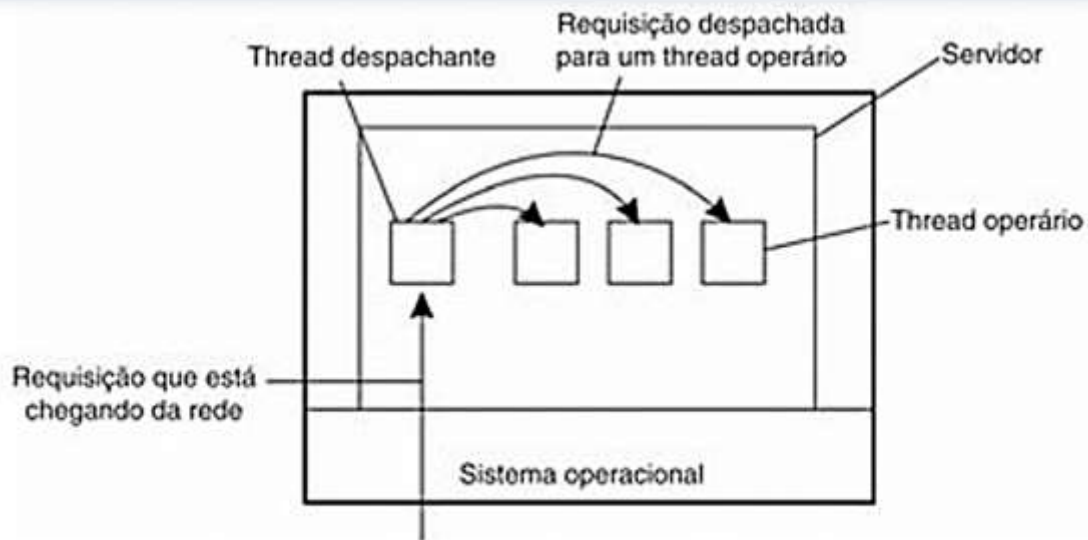 Requisição despachada
para um thread operário
Thread despachante
Servidor
Thread operário
Requisição que está
chegando da rede
Sistema operacional